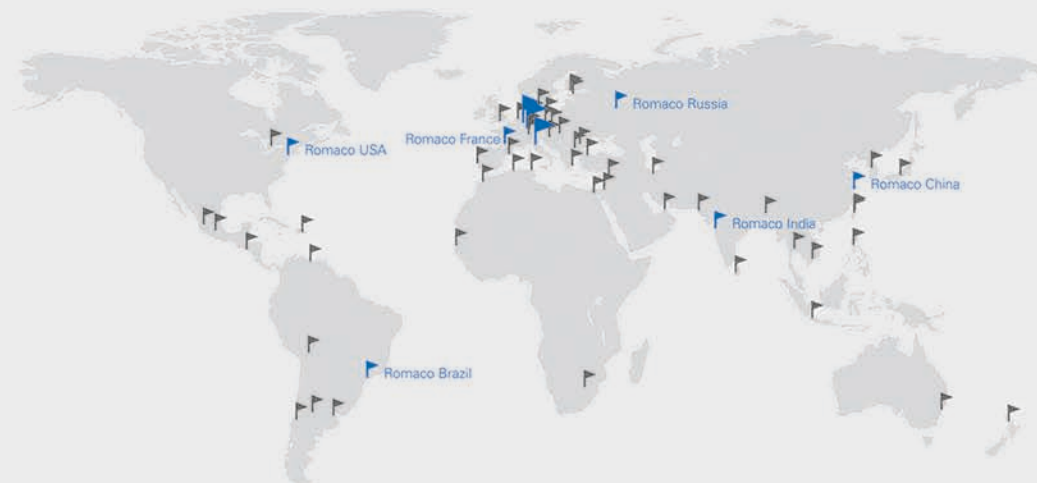 Romaco Russia
Romaco France
Romaco USA
Romaco China
Romaco India
Romaco Brazil